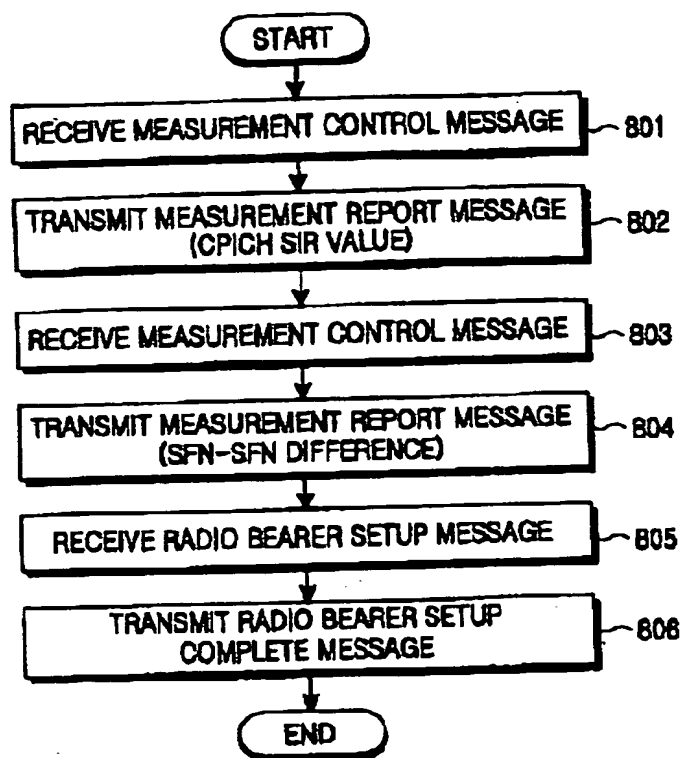 START
RECEIVE MEASUREMENT CONTROL MESSAGE
801
TRANSMIT MEASUREMENT REPORT MESSAGE
(CPICH SIR VALUE)
802
RECEIVE MEASUREMENT CONTROL MESSAGE
803
TRANSMIT MEASUREMENT REPORT MESSAGE
(SFN-SFN DIFFERENCE)
804
RECEIVE RADIO BEARER SETUP MESSAGE
805
TRANSMIT RADIO BEARER SETUP
COMPLETE MESSAGE
806
END